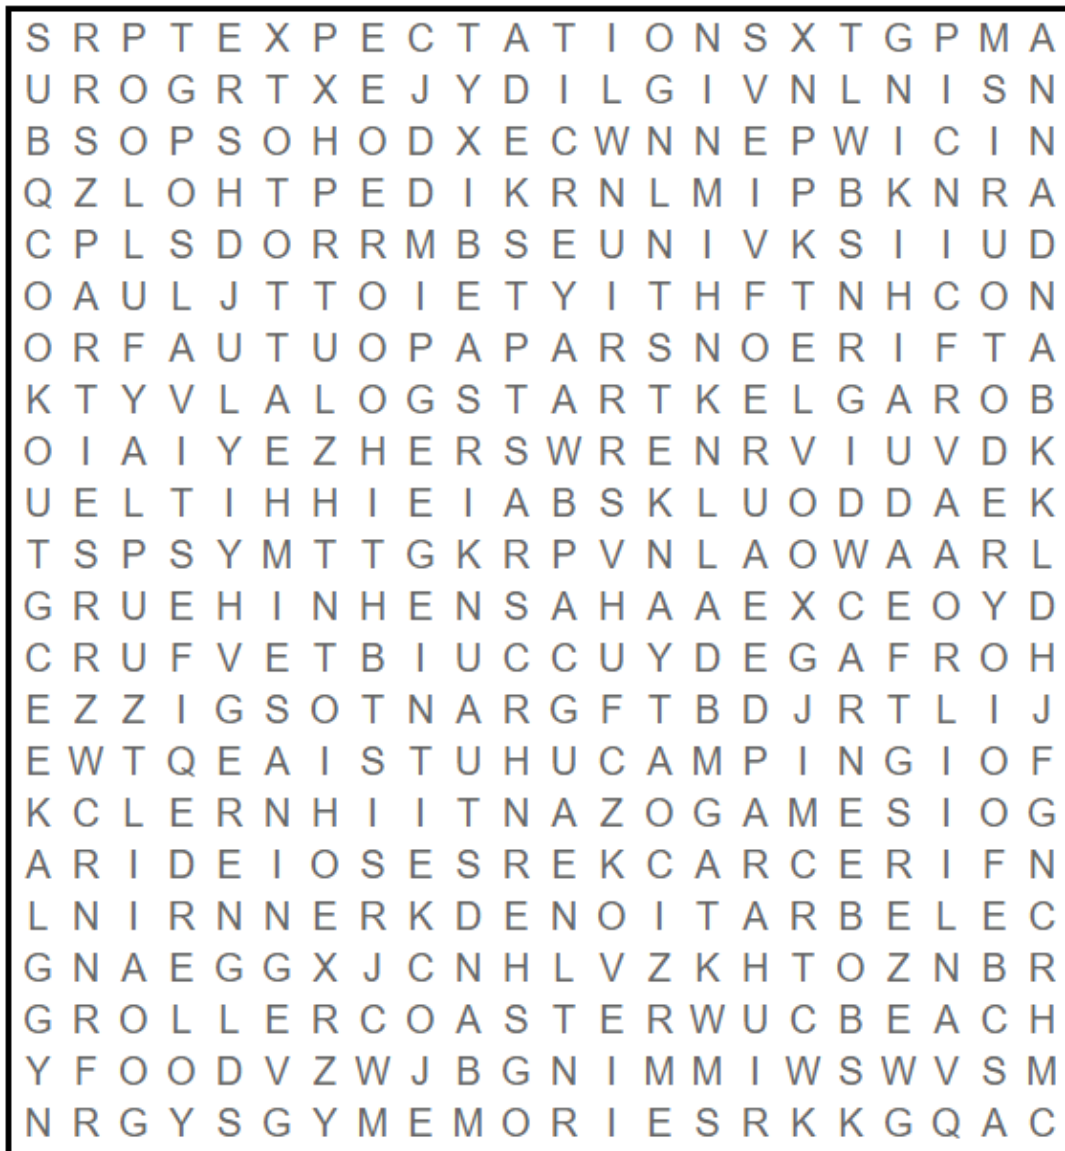 S R P T E X P E C T A T I O N S X T G P M A
U R O G R T X E J Y D I L G I V N L N I S N
B S O P S O H O D X E C W N N E P W I C I N
Q Z L O H T P E D I K R N L M I P B K N R A
C P L S D O R R M B S E U N I V K S I I U D
O A U L J T T O I E T Y I T H F T N H C O N
O R F A U T U O P A P A R S N O E R I F T A
K T Y V L A L O G S T A R T K E L G A R O B
O I A I Y E Z H E R S W R E N R V I U V D K
U E L T I H H I E I A B S K L U O D D A E K
T S P S Y M T T G K R P V N L A O W A A R L
G R U E H I N H E N S A H A A E X C E O Y D
C R U F V E T B I U C C U Y D E G A F R O H
E Z Z I G S O T N A R G F T B D J R T L I J
E W T Q E A I S T U H U C A M P I N G I O F
K C L E R N H I I T N A Z O G A M E S I O G
A R I D E I O S E S R E K C A R C E R I F N
L N I R N N E R K D E N O I T A R B E L E C
G N A E G G X J C N H L V Z K H T O Z N B R
G R O L L E R C O A S T E R W U C B E A C H
Y F O O D V Z W J B G N I M M I W S W V S M
N R G Y S G Y M E M O R I E S R K K G Q A C